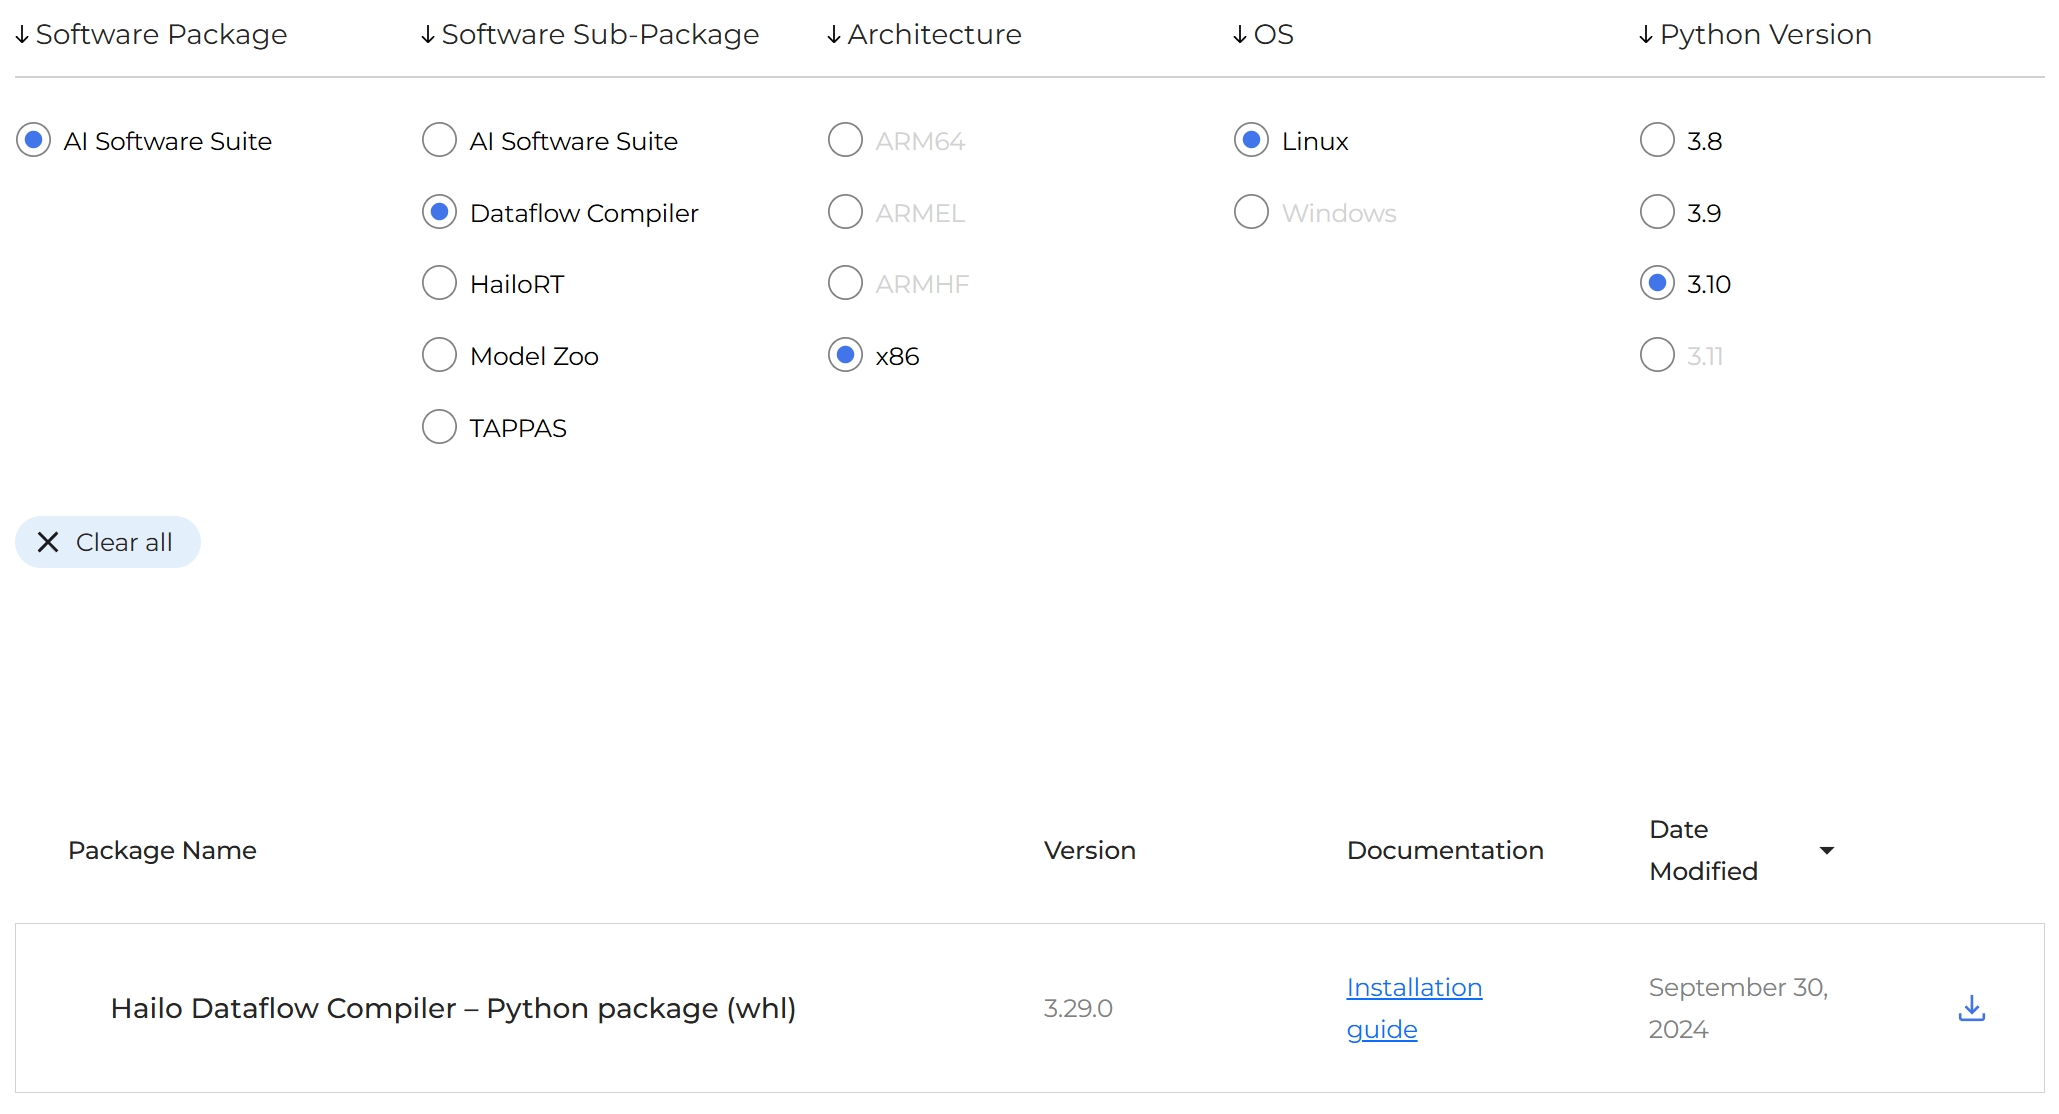 ↓ Software Package
↓ Software Sub-Package
↓ Architecture
↓ OS
↓ Python Version
AI Software Suite
AI Software Suite
Dataflow Compiler
HailoRT
Model Zoo
TAPPAS
ARM64
ARMEL
ARMHF
x86
Linux
Windows
3.8
3.9
3.10
3.11
Clear all
Package Name
Version
Documentation
Date
Modified
Hailo Dataflow Compiler – Python package (whl)
3.29.0
Installation
guide
September 30,
2024